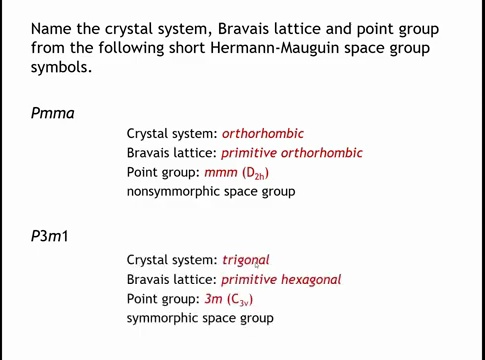 Name the crystal system, Bravais lattice and point group
from the following short Hermann-Mauguin space group
symbols.
Pmma
Crystal system: orthorhombic
Bravais lattice: primitive orthorhombic
Point group: mmm (D2h)
nonsymmorphic space group
P3m1
Crystal system: trigonal
Bravais lattice: primitive hexagonal
Point group: 3m (C3v)
symmorphic space group